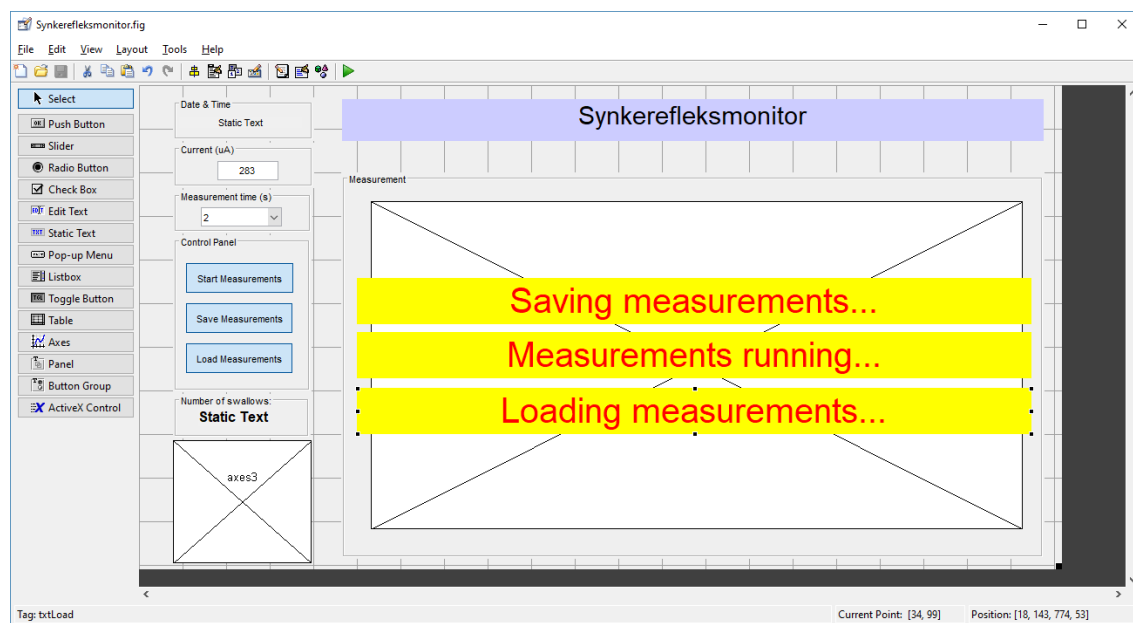 Synkerefleksmonitor.fig
File Edit View Layout Tools Help
Select
Push Button
Slider
Radio Button
Check Box
Edit Text
Static Text
Pop-up Menu
Listbox
Toggle Button
Table
Axes
Panel
Button Group
ActiveX Control
Date & Time
Static Text
Current (uA)
283
Measurement time (s)
2
Control Panel
Start Measurements
Save Measurements
Load Measurements
Number of swallows:
Static Text
axes3
Synkerefleksmonitor
Measurement
Saving measurements...
Measurements running...
Loading measurements...
Tag: txtLoad
Current Point: [34, 99]
Position: [18, 143, 774, 53]